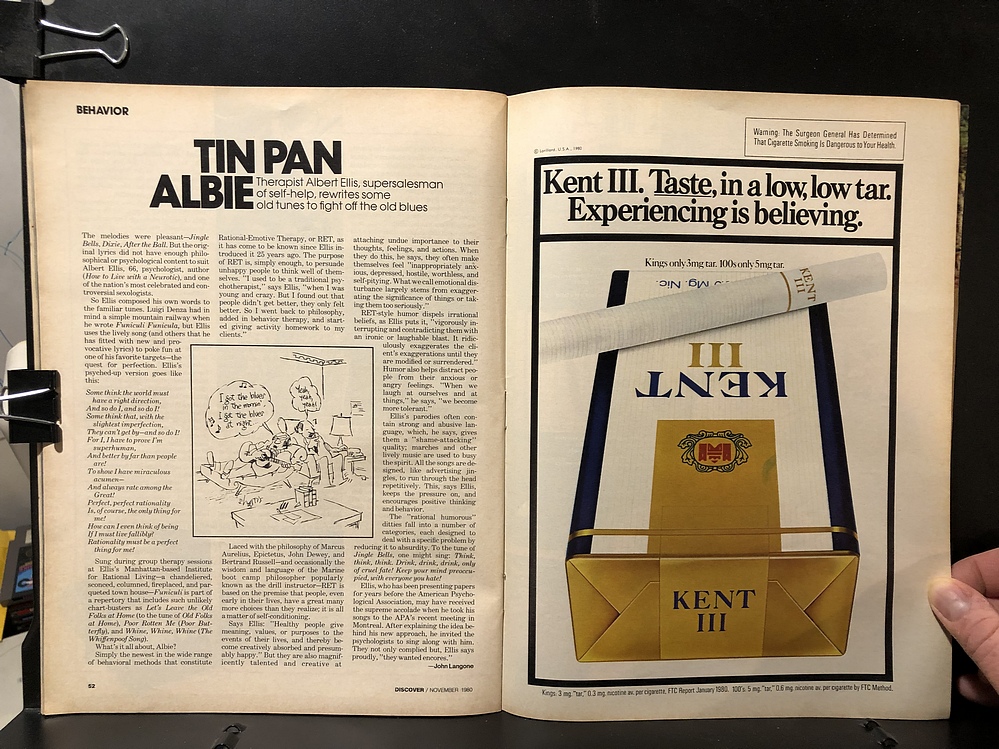 BEHAVIOR
TIN PAN
ALBIE
Therapist Albert Ellis, supersalesman
of self-help, rewrites some
old tunes to fight off the old blues
The melodies were pleasant—Jingle
Bells, Dixie, After the Ball. But the orig-
inal lyrics did not have enough philo-
sophical or psychological content to suit
Albert Ellis, 66, psychologist, author
(How to Live with a Neurotic), and one
of the nation's most celebrated and con-
troversial sexologists.
So Ellis composed his own words to
the familiar tunes. Luigi Denza had in
mind a simple mountain railway when
he wrote Funiculi Funicula, but Ellis
uses the lively song (and others that he
has fitted with new and pro-
vocative lyrics) to poke fun at
one of his favorite targets—the
quest for perfection. Ellis's
psyched-up version goes like
this:
Some think the world must
have a right direction,
And so do I, and so do I!
Some think that, with the
slightest imperfection,
They can't get by—and so do I!
For I, I have to prove I'm
superhuman,
And better by far than people
are!
To show I have miraculous
acumen—
And always rate among the
Great!
Perfect, perfect rationality
Is, of course, the only thing for
me!
How can I even think of being
If I must live fallibly!
Rationality must be a perfect
thing for me!
Sung during group therapy sessions
at Ellis's Manhattan-based Institute
for Rational Living—a chandeliered,
sconced, columned, fireplaced, and par-
queted town house—Funiculi is part of
a repertory that includes such unlikely
chart-busters as Let's Leave the Old
Folks at Home (to the tune of Old Folks
at Home), Poor Rotten Me (Poor But-
terfly), and Whine, Whine, Whine (The
Whiffenpoof Song).
What's it all about, Albie?
Simply the newest in the wide range
of behavioral methods that constitute
Rational-Emotive Therapy, or RET, as
it has come to be known since Ellis in-
troduced it 25 years ago. The purpose
of RET is, simply enough, to persuade
unhappy people to think well of them-
selves. "I used to be a traditional psy-
chotherapist," says Ellis, "when I was
young and crazy. But I found out that
people didn't get better, they only felt
better. So I went back to philosophy,
added in behavior therapy, and start-
ed giving activity homework to my
clients."
I got the blues
in the mornin'
I got the blues
at night
Yeah,
yeah,
yeah!
Laced with the philosophy of Marcus
Aurelius, Epictetus, John Dewey, and
Bertrand Russell—and occasionally the
wisdom and language of the Marine
boot camp philosopher popularly
known as the drill instructor—RET is
based on the premise that people, even
early in their lives, have a great many
more choices than they realize; it is all
a matter of self-conditioning.
Says Ellis: "Healthy people give
meaning, values, or purposes to the
events of their lives, and thereby be-
come creatively absorbed and presum-
ably happy." But they are also magnif-
icently talented and creative at
attaching undue importance to their
thoughts, feelings, and actions. When
they do this, he says, they often make
themselves feel "inappropriately anx-
ious, depressed, hostile, worthless, and
self-pitying. What we call emotional dis-
turbance largely stems from exagger-
ating the significance of things or tak-
ing them too seriously."
RET-style humor dispels irrational
beliefs, as Ellis puts it, "vigorously in-
terrupting and contradicting them with
an ironic or laughable blast. It ridic-
ulously exaggerates the cli-
ent's exaggerations until they
are modified or surrendered."
Humor also helps distract peo-
ple from their anxious or
angry feelings. "When we
laugh at ourselves and at
things," he says, "we become
more tolerant."
Ellis's parodies often con-
tain strong and abusive lan-
guage, which, he says, gives
them a "shame-attacking"
quality; marches and other
lively music are used to buoy
the spirit. All the songs are de-
signed, like advertising jin-
gles, to run through the head
repetitively. This, says Ellis,
keeps the pressure on, and
encourages positive thinking
and behavior.
The "rational humorous"
ditties fall into a number of
categories, each designed to
deal with a specific problem by
reducing it to absurdity. To the tune of
Jingle Bells, one might sing: Think,
think, think. Drink, drink, drink, only
of cruel fate! Keep your mind preoccu-
pied, with everyone you hate!
Ellis, who has been presenting papers
for years before the American Psycho-
logical Association, may have received
the supreme accolade when he took his
songs to the APA's recent meeting in
Montreal. After explaining the idea be-
hind his new approach, he invited the
psychologists to sing along with him.
They not only complied but, Ellis says
proudly, "they wanted encores."
—John Langone
52
DISCOVER / NOVEMBER 1980
© Lorillard, U.S.A., 1980
Warning: The Surgeon General Has Determined
That Cigarette Smoking Is Dangerous to Your Health.
Kent III. Taste, in a low, low tar.
Experiencing is believing.
Kings only 3mg tar. 100s only 5mg tar.
Mg. Nic.
KENT
III
KENT
III
KENT
III
Kings: 3 mg. "tar," 0.3 mg. nicotine av. per cigarette, FTC Report January 1980. 100's: 5 mg. "tar," 0.6 mg. nicotine av. per cigarette by FTC Method.